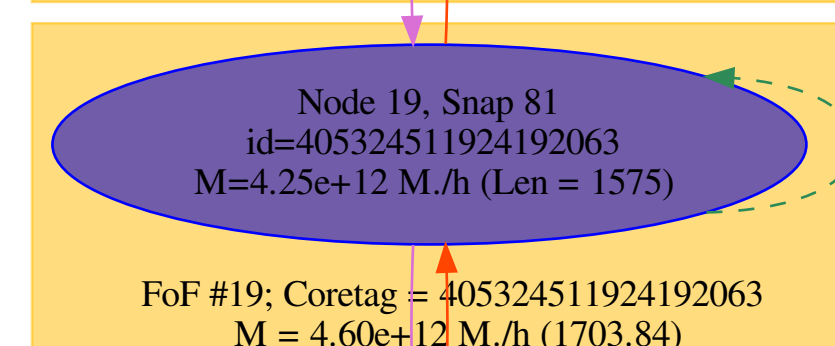 Node 19, Snap 81
id=405324511924192063
M=4.25e+12 M./h (Len = 1575)
FoF #19; Coretag = 405324511924192063
M = 4.60e+12 M./h (1703.84)